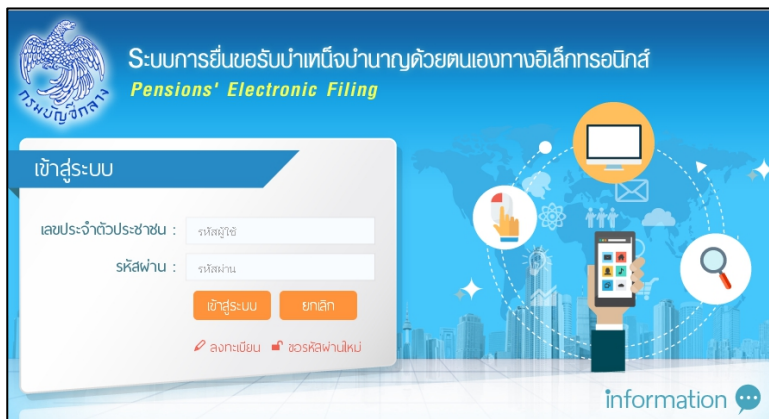 กรมบัญชีกลาง
ระบบการยื่นขอรับบำเหน็จบำนาญด้วยตนเองทางอิเล็กทรอนิกส์
Pensions' Electronic Filing
เข้าสู่ระบบ
เลขประจำตัวประชาชน : รหัสผู้ใช้
รหัสผ่าน : รหัสผ่าน
เข้าสู่ระบบ ยกเลิก
ลงทะเบียน ขอรหัสผ่านใหม่
information